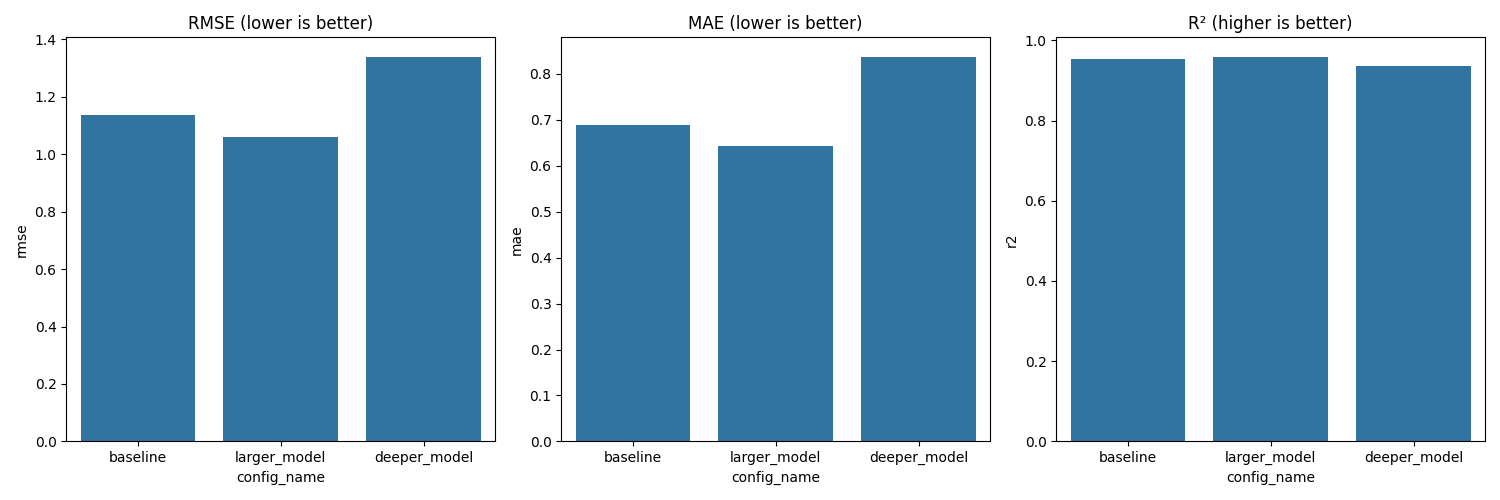 RMSE (lower is better)
rmse
1.4
1.2
1.0
0.8
0.6
0.4
0.2
0.0
baseline larger_model deeper_model
config_name
MAE (lower is better)
mae
0.8
0.7
0.6
0.5
0.4
0.3
0.2
0.1
0.0
baseline larger_model deeper_model
config_name
R² (higher is better)
r2
1.0
0.8
0.6
0.4
0.2
0.0
baseline larger_model deeper_model
config_name